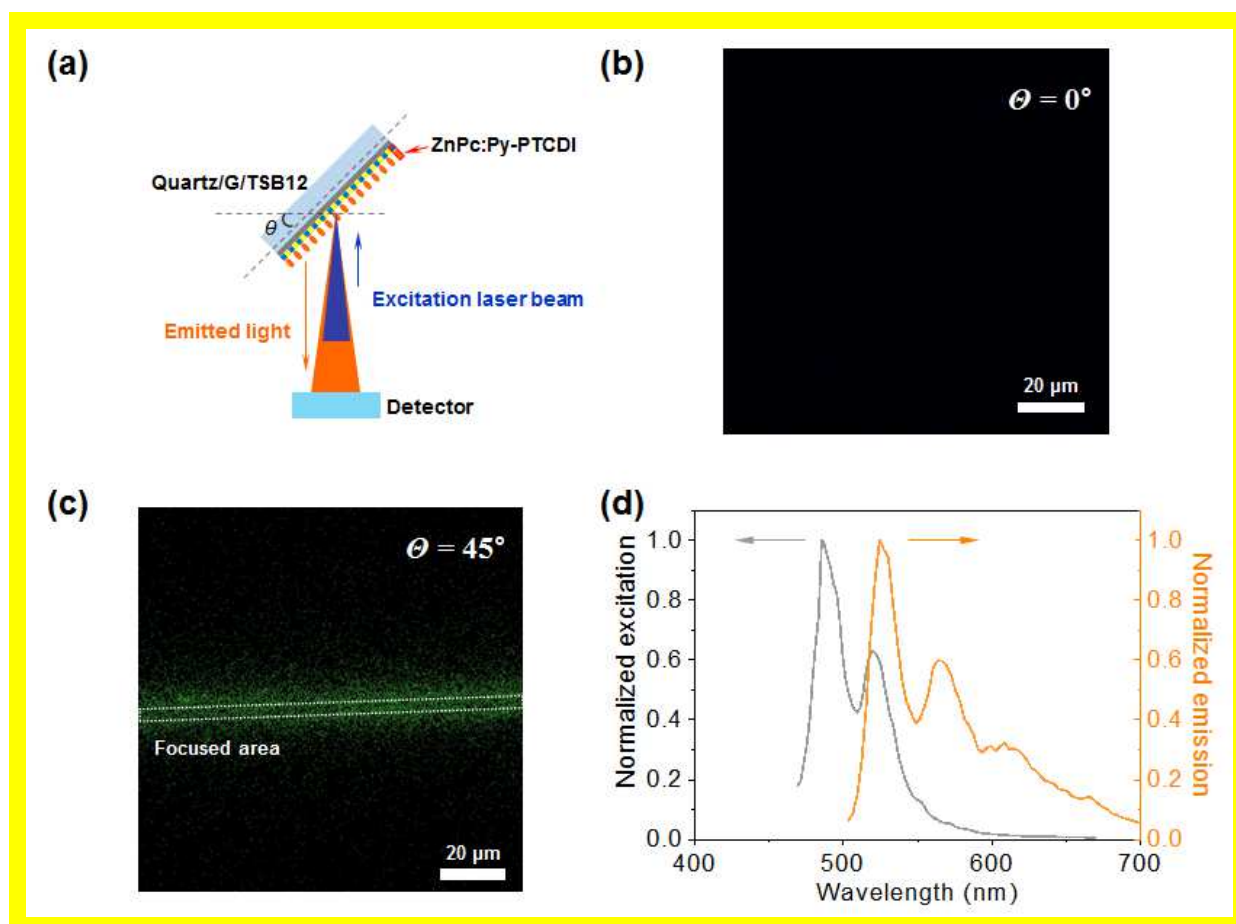 (a)
ZnPc:Py-PTCDI
Quartz/G/TSB12
θ
Excitation laser beam
Emitted light
Detector
(b)
Θ = 0°
20 µm
(c)
Θ = 45°
Focused area
20 µm
(d)
Normalized excitation
1.0
0.8
0.6
0.4
0.2
0.0
1.0
0.8
0.6
0.4
0.2
0.0
Normalized emission
400 500 600 700
Wavelength (nm)